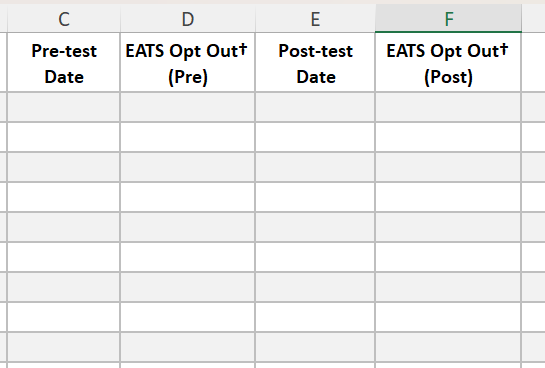 C D E F
Pre-test EATS Opt Out† Post-test EATS Opt Out†
Date (Pre) Date (Post)